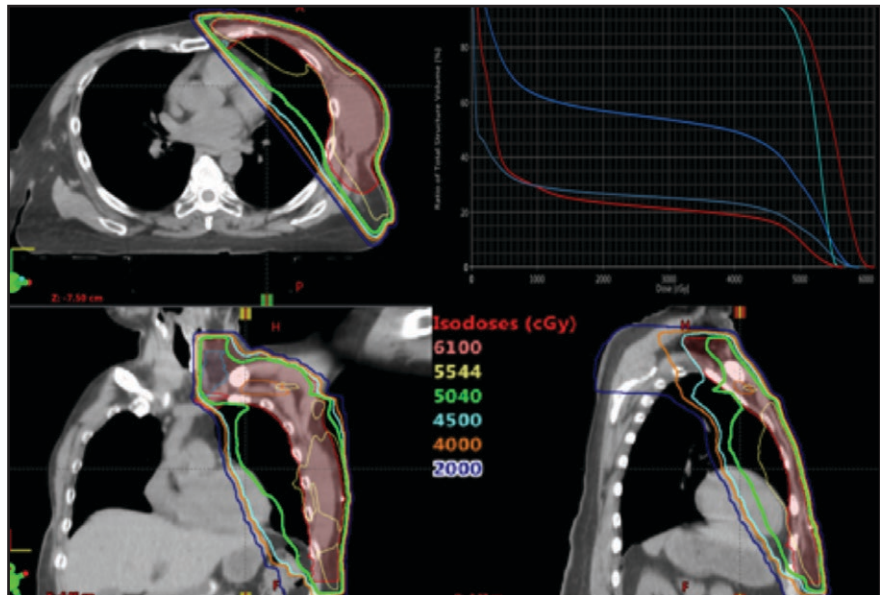 A
Z: -7.50 cm
P
Ratio of Total Structure Volume [%]
80
60
40
20
0
0
1000
2000
3000
4000
5000
6000
Dose [cGy]
H
Isodoses (cGy)
6100
5544
5040
4500
4000
2000
F
H
F